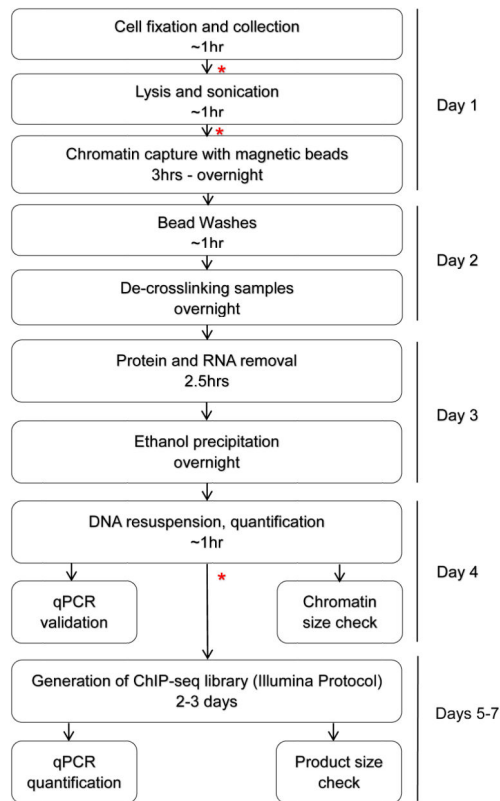 Cell fixation and collection
~1hr
*
Lysis and sonication
~1hr
*
Chromatin capture with magnetic beads
3hrs - overnight
Day 1
Bead Washes
~1hr
De-crosslinking samples
overnight
Day 2
Protein and RNA removal
2.5hrs
Ethanol precipitation
overnight
Day 3
DNA resuspension, quantification
~1hr
*
qPCR
validation
Chromatin
size check
Day 4
Generation of ChIP-seq library (Illumina Protocol)
2-3 days
qPCR
quantification
Product size
check
Days 5-7